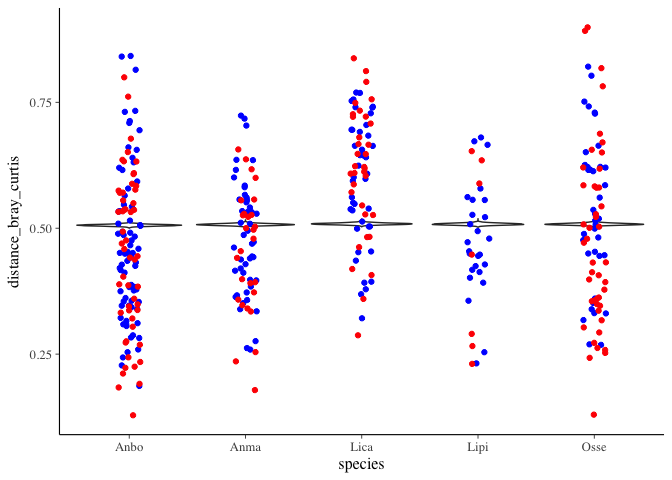 distance_bray_curtis
0.75
0.50
0.25
Anbo Anma Lica Lipi Osse
species